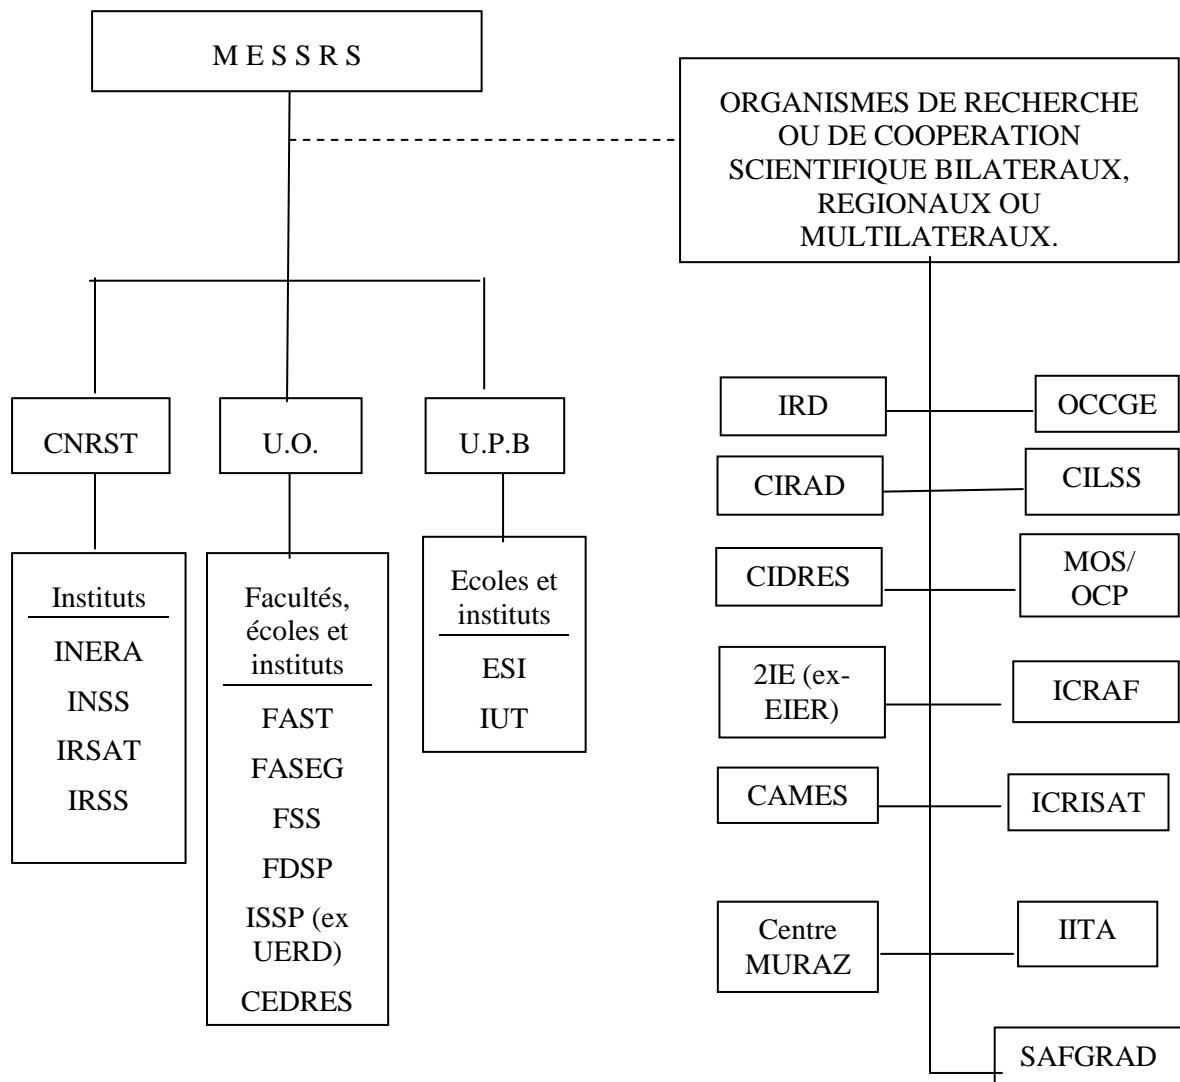 M E S S R S
ORGANISMES DE RECHERCHE
OU DE COOPERATION
SCIENTIFIQUE BILATERAUX,
REGIONAUX OU
MULTILATERAUX.
CNRST
U.O.
U.P.B
Instituts
INERA
INSS
IRSAT
IRSS
Facultés,
écoles et
instituts
FAST
FASEG
FSS
FDSP
ISSP (ex
UERD)
CEDRES
Ecoles et
instituts
ESI
IUT
IRD
OCCGE
CIRAD
CILSS
CIDRES
MOS/
OCP
2IE (ex-
EIER)
ICRAF
CAMES
ICRISAT
Centre
MURAZ
IITA
SAFGRAD